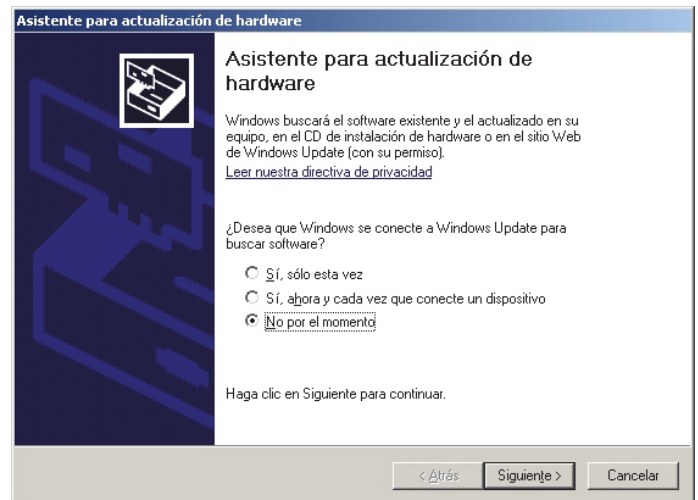 Asistente para actualización de hardware
Asistente para actualización de
hardware
Windows buscará el software existente y el actualizado en su
equipo, en el CD de instalación de hardware o en el sitio Web
de Windows Update (con su permiso).
Leer nuestra directiva de privacidad
¿Desea que Windows se conecte a Windows Update para
buscar software?
Sí, sólo esta vez
Sí, ahora y cada vez que conecte un dispositivo
No por el momento
Haga clic en Siguiente para continuar.
< Atrás Siguiente > Cancelar